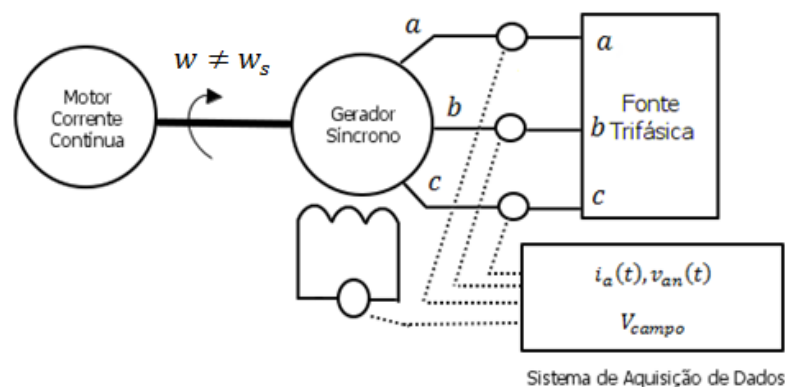 w ≠ w_s
Motor
Corrente
Contínua
Gerador
Síncrono
a
b
c
a
b
c
Fonte
Trifásica
i_a(t), v_an(t)
V_campo
Sistema de Aquisição de Dados